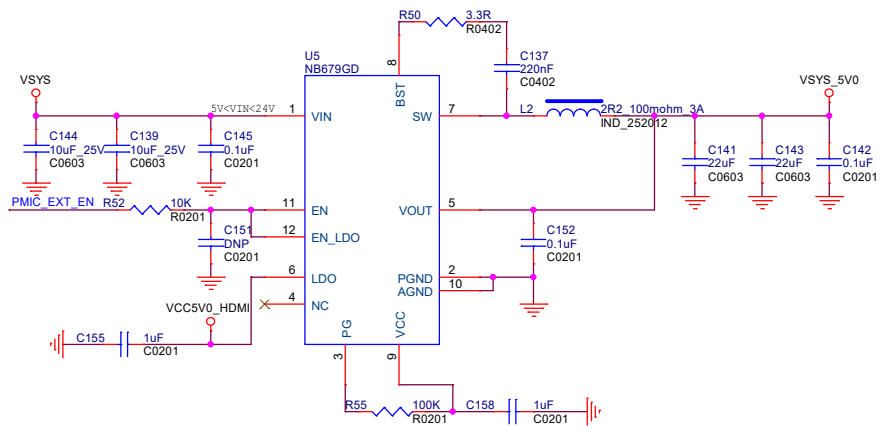 R50 3.3R
R0402
U5
NB679GD
C137
220nF
C0402
8
BST
VSYS
5V<VIN<24V
1
VIN
SW
7
L2
2R2_100mohm_3A
IND_252012
VSYS_5V0
C144
10uF_25V
C0603
C139
10uF_25V
C0603
C145
0.1uF
C0201
C141
22uF
C0603
C143
22uF
C0603
C142
0.1uF
C0201
PMIC_EXT_EN
R52
10K
R0201
11
EN
VOUT
5
C151
DNP
C0201
12
EN_LDO
C152
0.1uF
C0201
6
LDO
PGND
2
AGND
10
4
NC
VCC5V0_HDMI
PG
VCC
C155
1uF
C0201
3
9
R55
100K
R0201
C158
1uF
C0201